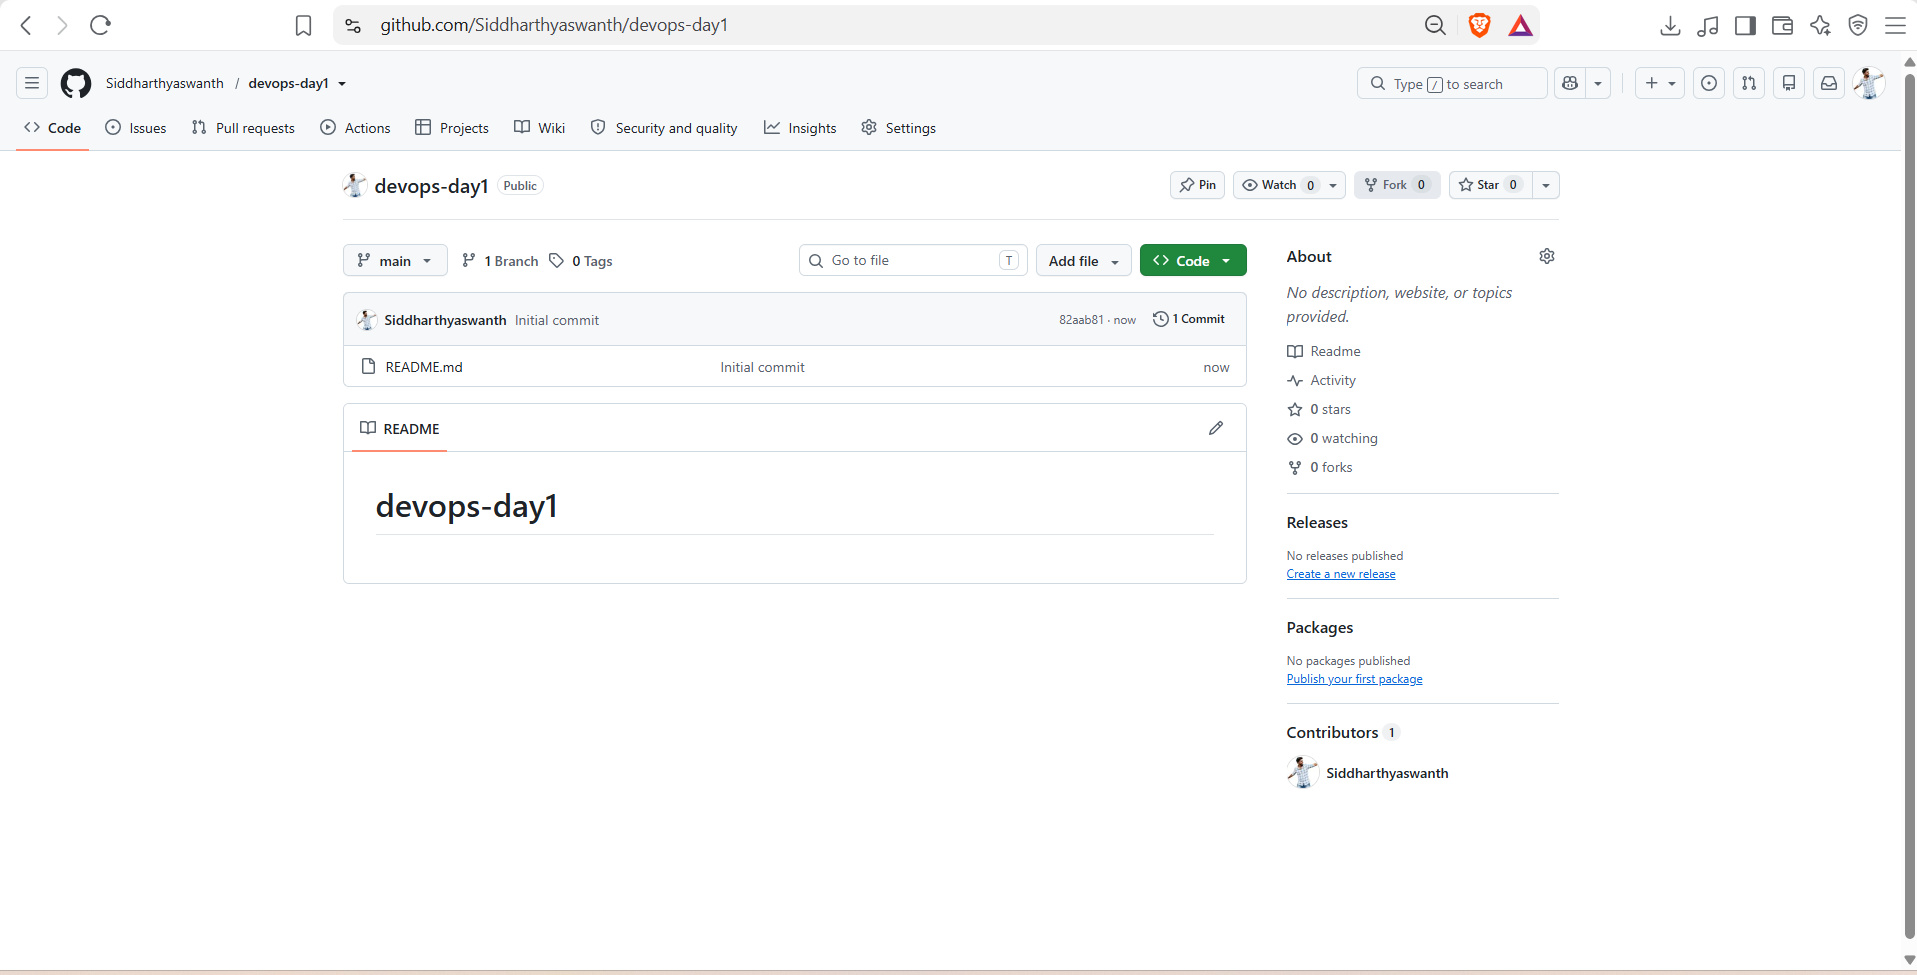 github.com/Siddharthyaswanth/devops-day1
Siddharthyaswanth / devops-day1
Type / to search
Code Issues Pull requests Actions Projects Wiki Security and quality Insights Settings
devops-day1 Public
Pin Watch 0 Fork 0 Star 0
main 1 Branch 0 Tags Go to file T Add file Code
Siddharthyaswanth Initial commit 82aab81 · now 1 Commit
README.md Initial commit now
README
devops-day1
About
No description, website, or topics
provided.
Readme
Activity
0 stars
0 watching
0 forks
Releases
No releases published
Create a new release
Packages
No packages published
Publish your first package
Contributors 1
Siddharthyaswanth